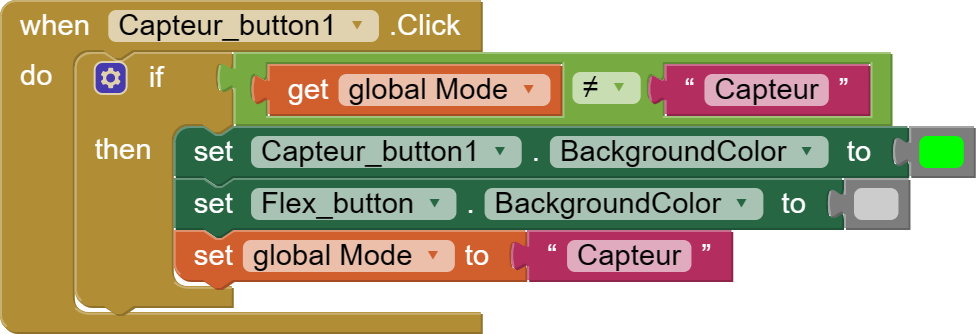 when Capteur_button1 .Click
do if get global Mode ≠ “ Capteur ”
then set Capteur_button1 . BackgroundColor to
set Flex_button . BackgroundColor to
set global Mode to “ Capteur ”